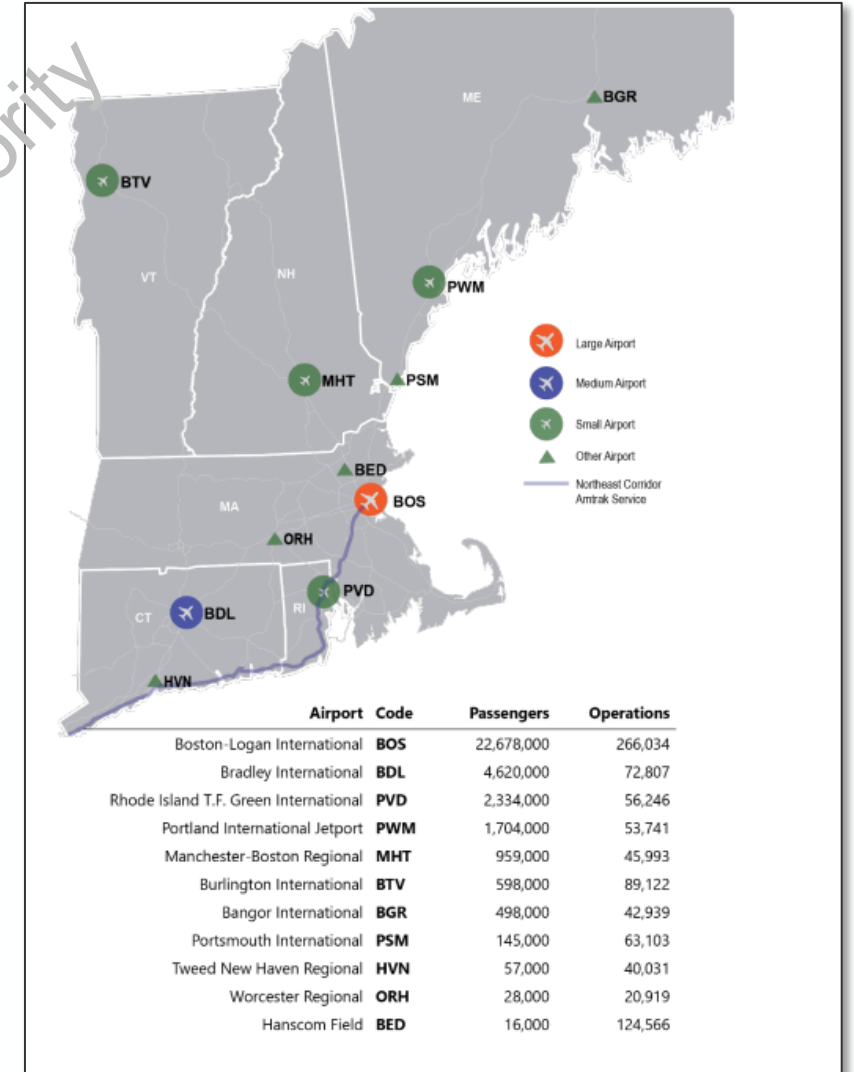 ority
ME
BGR
BTV
VT
NH
PWM
Large Airport
MHT
PSM
Medium Airport
Small Airport
Other Airport
BED
Northeast Corridor
Amtrak Service
MA
BOS
ORH
PVD
CT
BDL
RI
HVN
Airport Code Passengers Operations
Boston-Logan International BOS 22,678,000 266,034
Bradley International BDL 4,620,000 72,807
Rhode Island T.F. Green International PVD 2,334,000 56,246
Portland International Jetport PWM 1,704,000 53,741
Manchester-Boston Regional MHT 959,000 45,993
Burlington International BTV 598,000 89,122
Bangor International BGR 498,000 42,939
Portsmouth International PSM 145,000 63,103
Tweed New Haven Regional HVN 57,000 40,031
Worcester Regional ORH 28,000 20,919
Hanscom Field BED 16,000 124,566